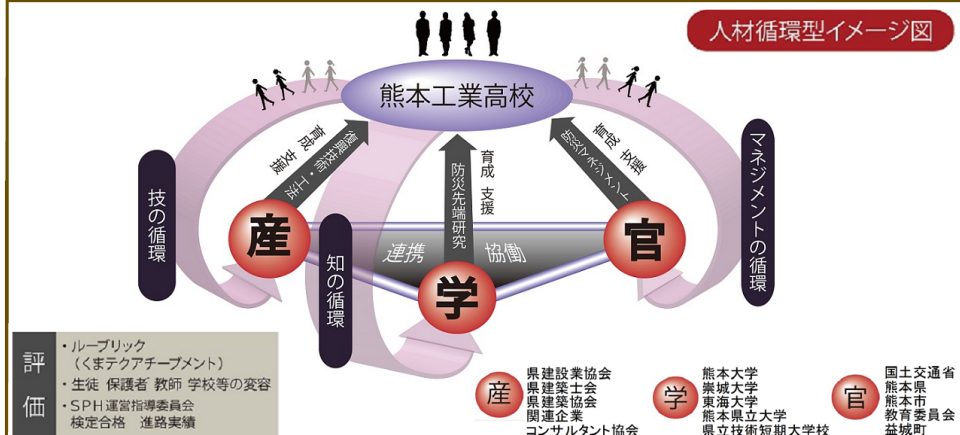 人材循環型イメージ図
熊本工業高校
育成 支援
復興技術・工法
育成 支援
防災先端研究
育成 支援
防災マネジメント
技の循環
知の循環
マネジメントの循環
産
学
官
連携
協働
評価
・ルーブリック
（くまテクアチーブメント）
・生徒 保護者 教師 学校等の変容
・SPH運営指導委員会
検定合格 進路実績
産
県建設業協会
県建築士会
県建築協会
関連企業
コンサルタント協会
学
熊本大学
崇城大学
東海大学
熊本県立大学
県立技術短期大学校
官
国土交通省
熊本県
熊本市
教育委員会
益城町